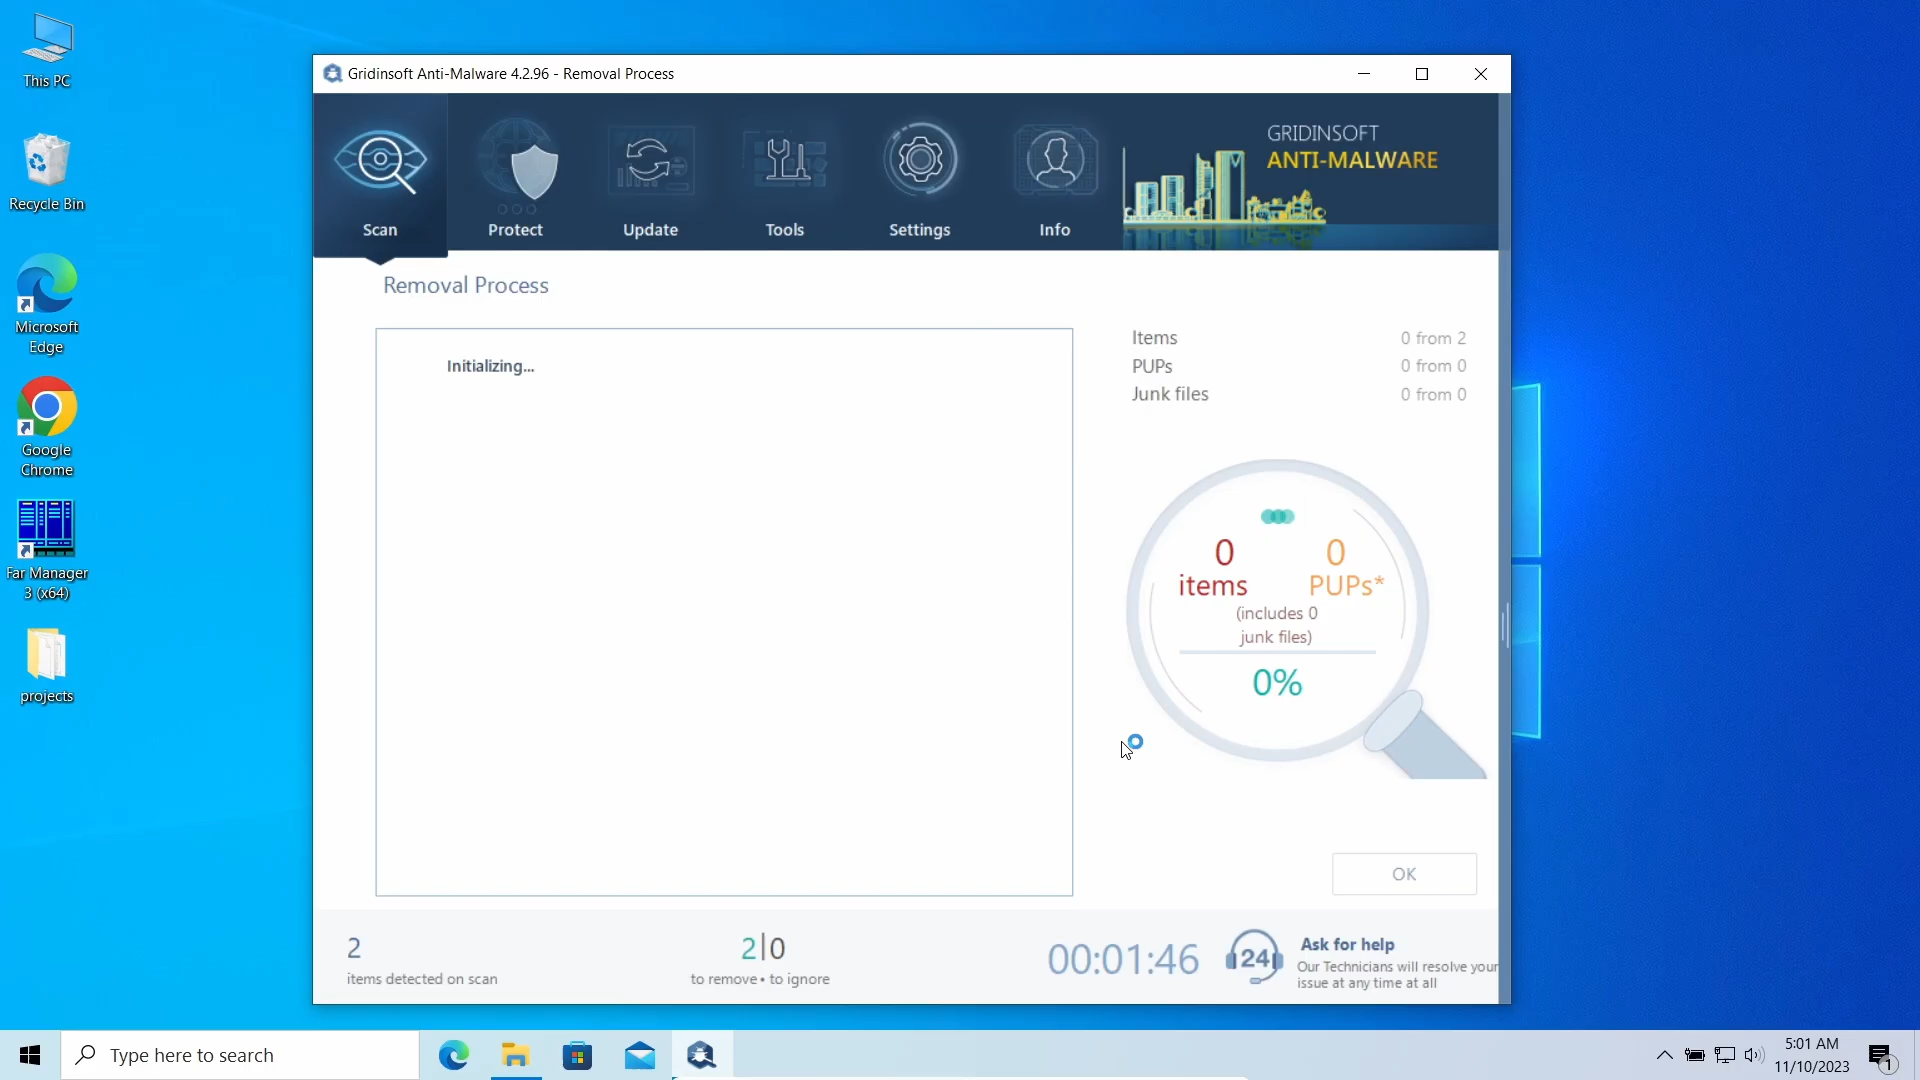 This PC
Recycle Bin
Microsoft
Edge
Google
Chrome
Far Manager
3 (x64)
projects
Gridinsoft Anti-Malware 4.2.96 - Removal Process
GRIDINSOFT
ANTI-MALWARE
Scan
Protect
Update
Tools
Settings
Info
Removal Process
Initializing...
Items 0 from 2
PUPs 0 from 0
Junk files 0 from 0
0 0
items PUPs*
(includes 0
junk files)
0%
OK
2
items detected on scan
2|0
to remove • to ignore
00:01:46
24
Ask for help
Our Technicians will resolve your
issue at any time at all
Type here to search
5:01 AM
11/10/2023
1